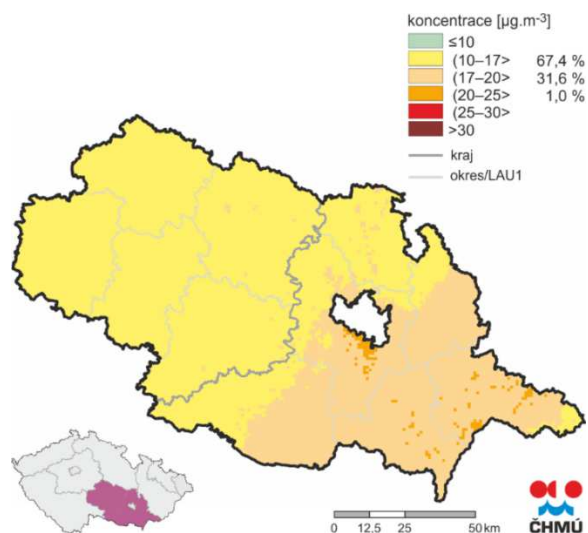 koncentrace [µg.m⁻³]
≤10
(10–17> 67,4 %
(17–20> 31,6 %
(20–25> 1,0 %
(25–30>
>30
kraj
okres/LAU1
0 12,5 25 50 km
ČHMÚ